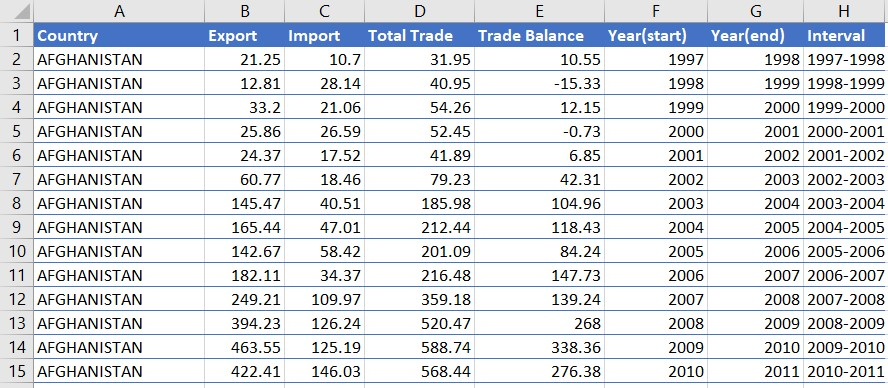 A B C D E F G H
1 Country Export Import Total Trade Trade Balance Year(start) Year(end) Interval
2 AFGHANISTAN 21.25 10.7 31.95 10.55 1997 1998 1997-1998
3 AFGHANISTAN 12.81 28.14 40.95 -15.33 1998 1999 1998-1999
4 AFGHANISTAN 33.2 21.06 54.26 12.15 1999 2000 1999-2000
5 AFGHANISTAN 25.86 26.59 52.45 -0.73 2000 2001 2000-2001
6 AFGHANISTAN 24.37 17.52 41.89 6.85 2001 2002 2001-2002
7 AFGHANISTAN 60.77 18.46 79.23 42.31 2002 2003 2002-2003
8 AFGHANISTAN 145.47 40.51 185.98 104.96 2003 2004 2003-2004
9 AFGHANISTAN 165.44 47.01 212.44 118.43 2004 2005 2004-2005
10 AFGHANISTAN 142.67 58.42 201.09 84.24 2005 2006 2005-2006
11 AFGHANISTAN 182.11 34.37 216.48 147.73 2006 2007 2006-2007
12 AFGHANISTAN 249.21 109.97 359.18 139.24 2007 2008 2007-2008
13 AFGHANISTAN 394.23 126.24 520.47 268 2008 2009 2008-2009
14 AFGHANISTAN 463.55 125.19 588.74 338.36 2009 2010 2009-2010
15 AFGHANISTAN 422.41 146.03 568.44 276.38 2010 2011 2010-2011